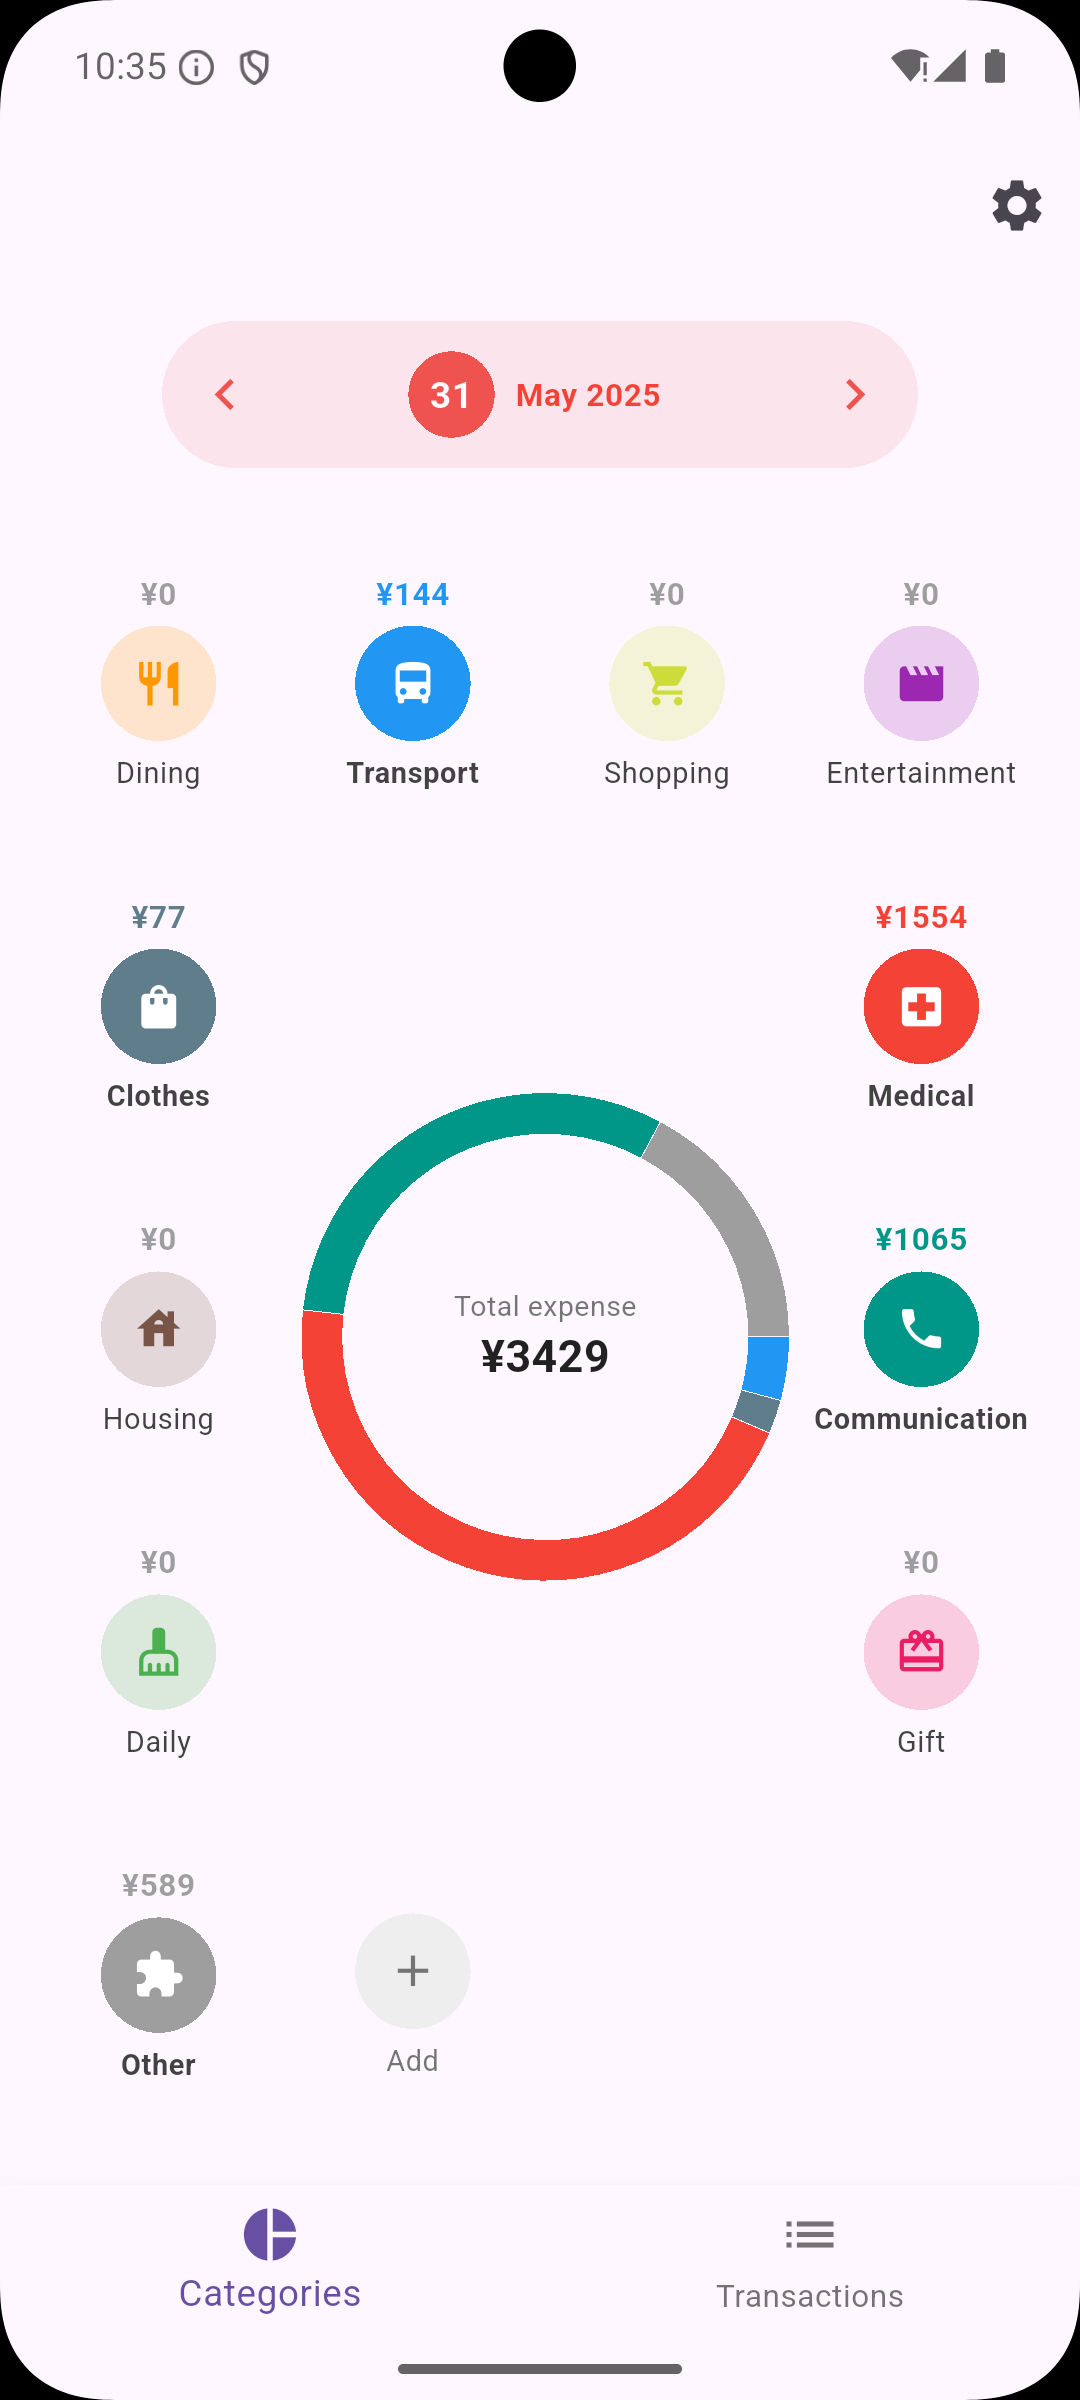 10:35
31 May 2025
¥0 ¥144 ¥0 ¥0
Dining Transport Shopping Entertainment
¥77 ¥1554
Clothes Medical
¥0 ¥1065
Housing Communication
Total expense
¥3429
¥0 ¥0
Daily Gift
¥589
Other Add
Categories Transactions